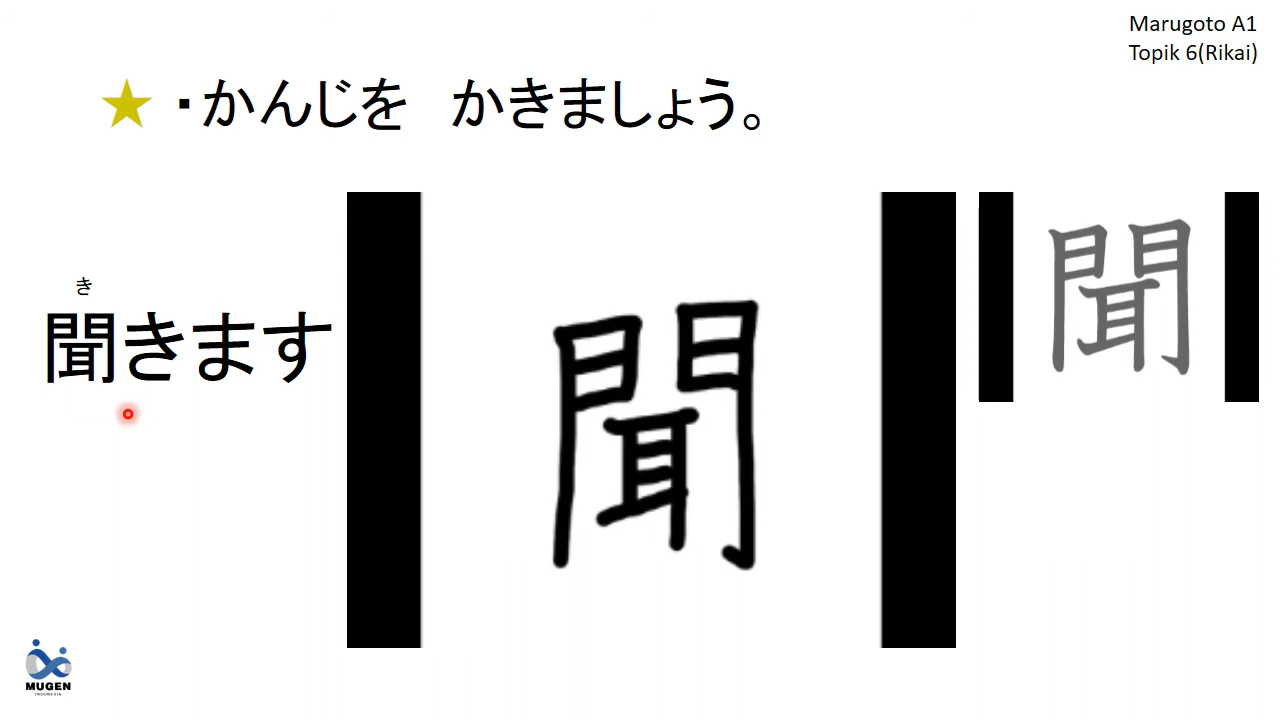 Marugoto A1
Topik 6(Rikai)
★・かんじを　かきましょう。
き
聞きます
聞
聞
MUGEN
INDONESIA